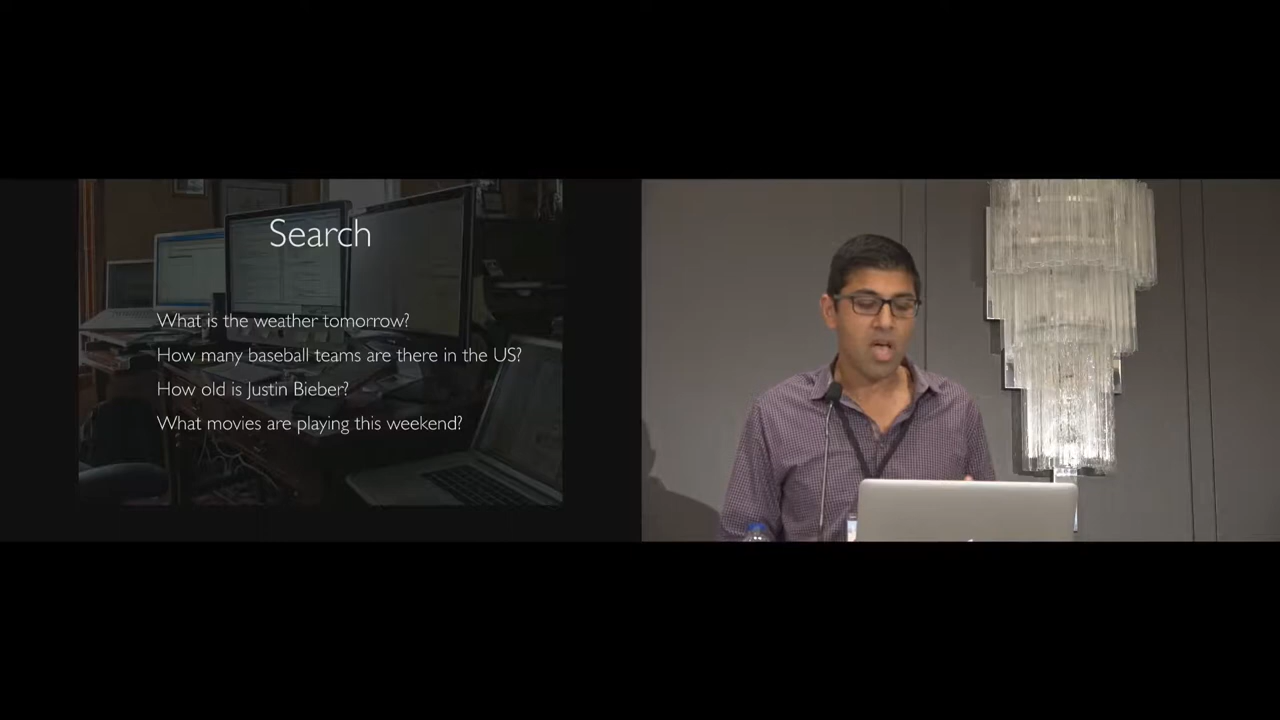 Search
What is the weather tomorrow?
How many baseball teams are there in the US?
How old is Justin Bieber?
What movies are playing this weekend?